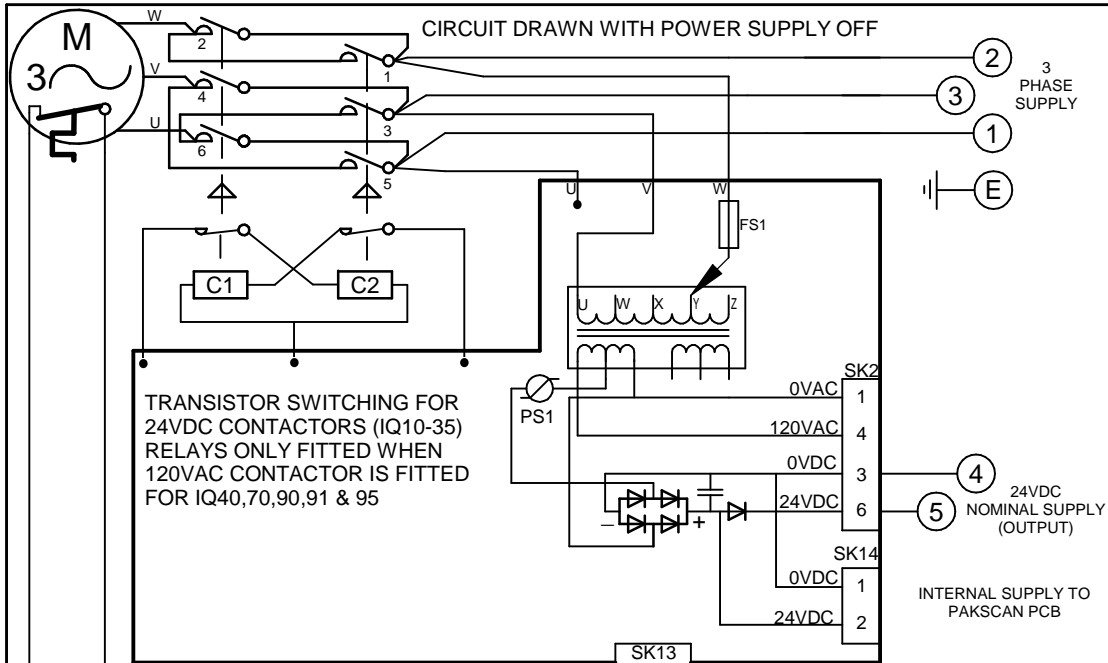 CIRCUIT DRAWN WITH POWER SUPPLY OFF
W
M
3
V
U
2
1
4
3
6
5
2
3
1
E
3
PHASE
SUPPLY
U
V
W
FS1
C1
C2
U
W
X
Y
Z
TRANSISTOR SWITCHING FOR
24VDC CONTACTORS (IQ10-35)
RELAYS ONLY FITTED WHEN
120VAC CONTACTOR IS FITTED
FOR IQ40,70,90,91 & 95
PS1
SK2
0VAC
1
120VAC
4
0VDC
3
24VDC
6
4
5
24VDC
NOMINAL SUPPLY
(OUTPUT)
–
+
SK14
0VDC
1
24VDC
2
INTERNAL SUPPLY TO
PAKSCAN PCB
SK13